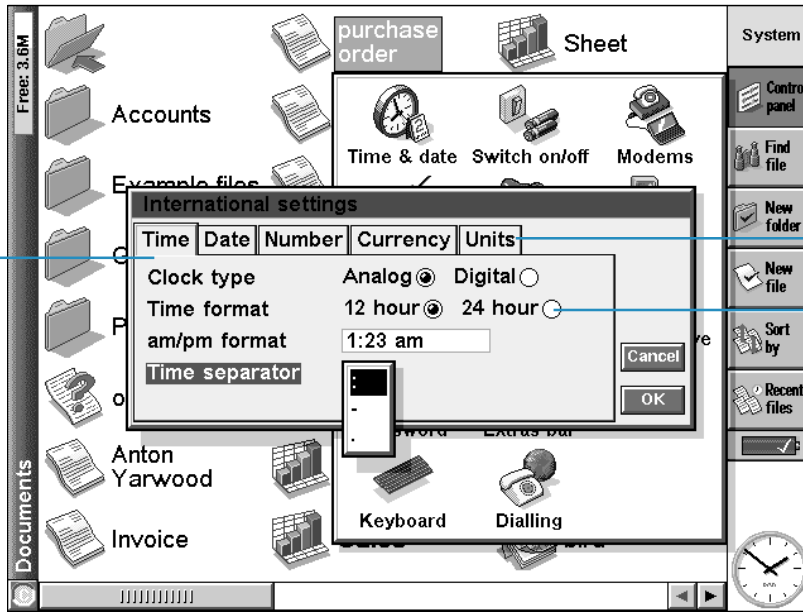 Free: 3.6M
Documents
purchase
order
Sheet
Accounts
Example files
Anton
Yarwood
Invoice
Time & date
Switch on/off
Modems
International settings
Time
Date
Number
Currency
Units
Clock type
Analog
Digital
Time format
12 hour
24 hour
am/pm format
1:23 am
Time separator
:
-
.
Cancel
OK
Extras bar
Keyboard
Dialling
System
Control
panel
Find
file
New
folder
New
file
Sort
by
Recent
files